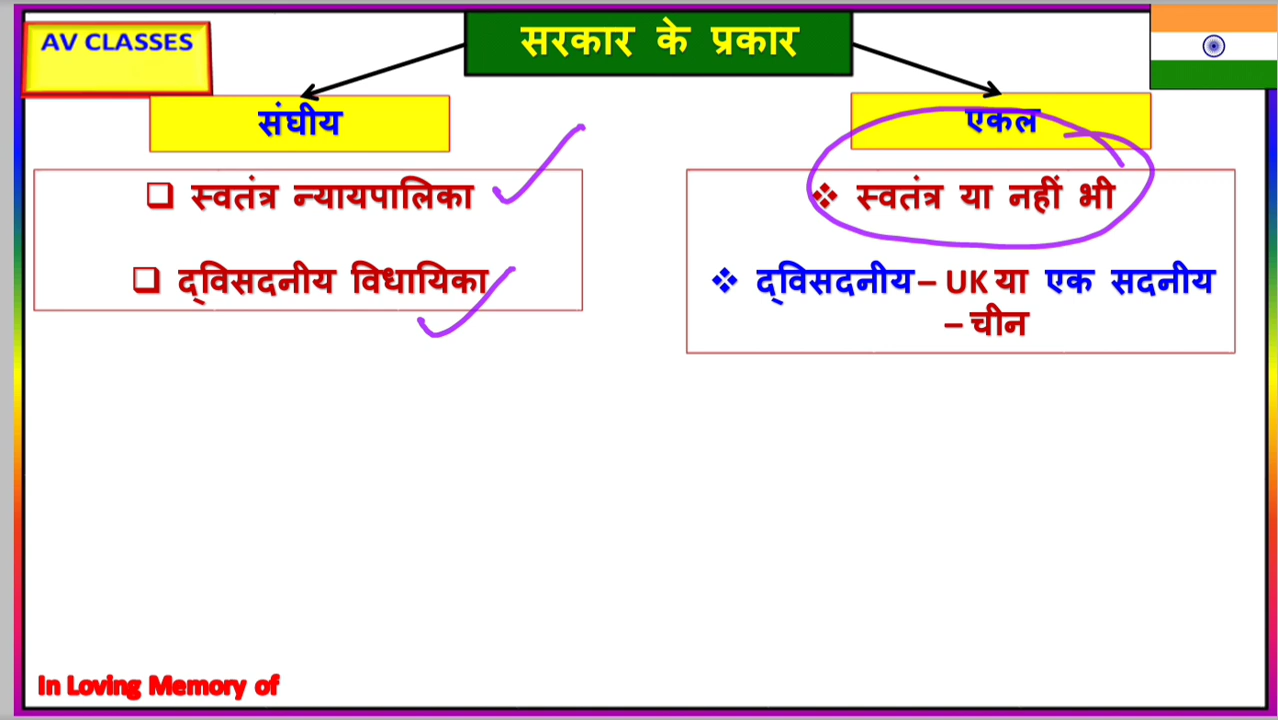 AV CLASSES
सरकार के प्रकार
संघीय
एकल
स्वतंत्र न्यायपालिका
द्विसदनीय विधायिका
स्वतंत्र या नहीं भी
द्विसदनीय – UK या एक सदनीय
– चीन
In Loving Memory of